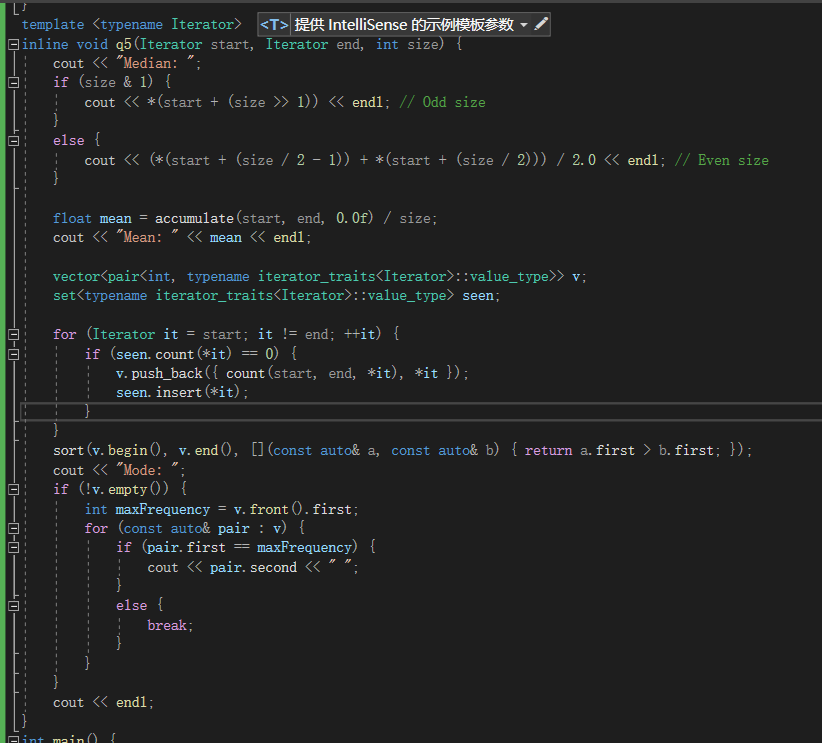 }
template <typename Iterator> <T> 提供 IntelliSense 的示例模板参数
inline void q5(Iterator start, Iterator end, int size) {
cout << "Median: ";
if (size & 1) {
cout << *(start + (size >> 1)) << endl; // Odd size
}
else {
cout << (*(start + (size / 2 - 1)) + *(start + (size / 2))) / 2.0 << endl; // Even size
}
float mean = accumulate(start, end, 0.0f) / size;
cout << "Mean: " << mean << endl;
vector<pair<int, typename iterator_traits<Iterator>::value_type>> v;
set<typename iterator_traits<Iterator>::value_type> seen;
for (Iterator it = start; it != end; ++it) {
if (seen.count(*it) == 0) {
v.push_back({ count(start, end, *it), *it });
seen.insert(*it);
}
}
sort(v.begin(), v.end(), [](const auto& a, const auto& b) { return a.first > b.first; });
cout << "Mode: ";
if (!v.empty()) {
int maxFrequency = v.front().first;
for (const auto& pair : v) {
if (pair.first == maxFrequency) {
cout << pair.second << " ";
}
else {
break;
}
}
}
cout << endl;
}
int main() {